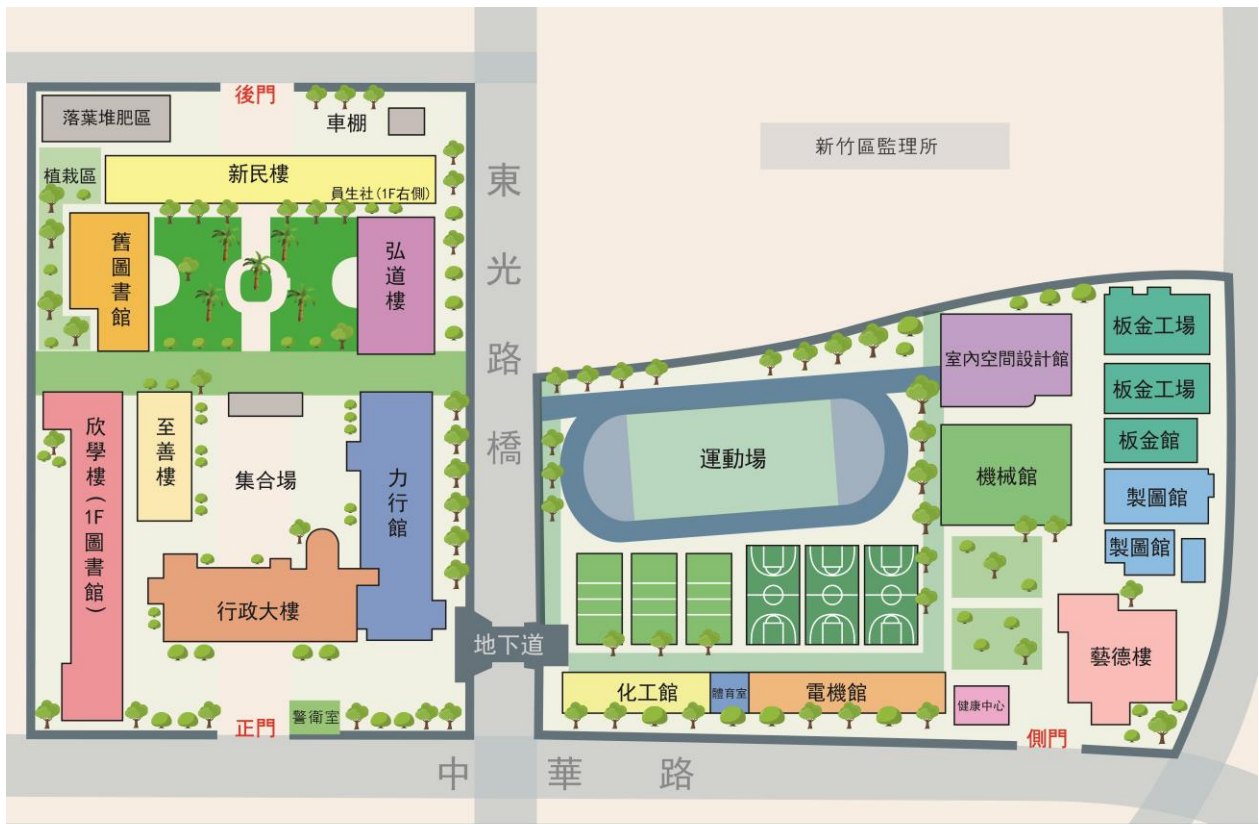 後門
落葉堆肥區
車棚
新竹區監理所
植栽區
新民樓
員生社(1F右側)
東光路橋
舊圖書館
弘道樓
室內空間設計館
板金工場
板金工場
板金館
欣學樓(1F圖書館)
至善樓
集合場
力行館
運動場
機械館
製圖館
製圖館
行政大樓
地下道
藝德樓
化工館
體育室
電機館
健康中心
警衛室
正門
側門
中華路